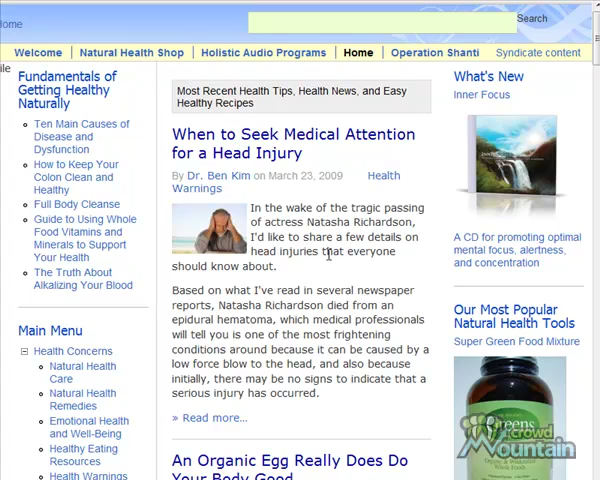 Home
Search
Welcome
Natural Health Shop
Holistic Audio Programs
Home
Operation Shanti
Syndicate content
ile
Fundamentals of
Getting Healthy
Naturally
Ten Main Causes of
Disease and
Dysfunction
How to Keep Your
Colon Clean and
Healthy
Full Body Cleanse
Guide to Using Whole
Food Vitamins and
Minerals to Support
Your Health
The Truth About
Alkalizing Your Blood
Main Menu
Health Concerns
Natural Health
Care
Natural Health
Remedies
Emotional Health
and Well-Being
Healthy Eating
Resources
Health Warnings
Most Recent Health Tips, Health News, and Easy
Healthy Recipes
When to Seek Medical Attention
for a Head Injury
By Dr. Ben Kim on March 23, 2009 Health
Warnings
In the wake of the tragic passing
of actress Natasha Richardson,
I'd like to share a few details on
head injuries that everyone
should know about.
Based on what I've read in several newspaper
reports, Natasha Richardson died from an
epidural hematoma, which medical professionals
will tell you is one of the most frightening
conditions around because it can be caused by a
low force blow to the head, and also because
initially, there may be no signs to indicate that a
serious injury has occurred.
» Read more...
An Organic Egg Really Does Do
Your Body Good
What's New
Inner Focus
A CD for promoting optimal
mental focus, alertness,
and concentration
Our Most Popular
Natural Health Tools
Super Green Food Mixture
Greens
Whole Foods
crowd
Mountain